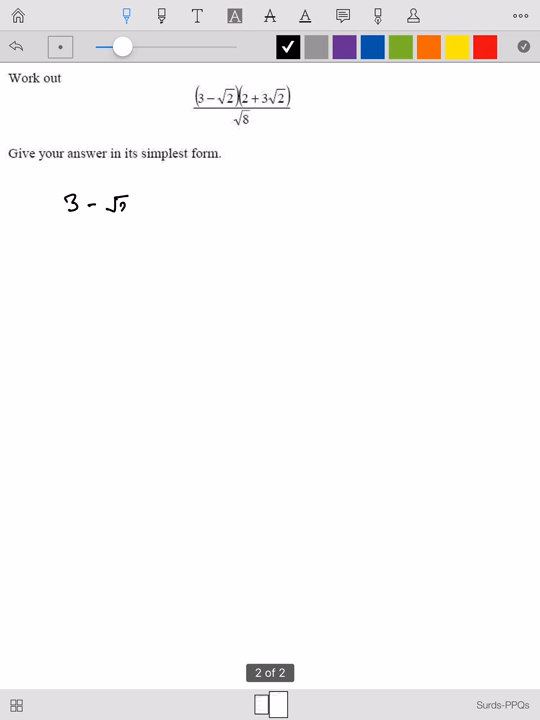 Work out
(3 − √2)(2 + 3√2)
√8
Give your answer in its simplest form.
3 - √2
2 of 2
Surds-PPQs